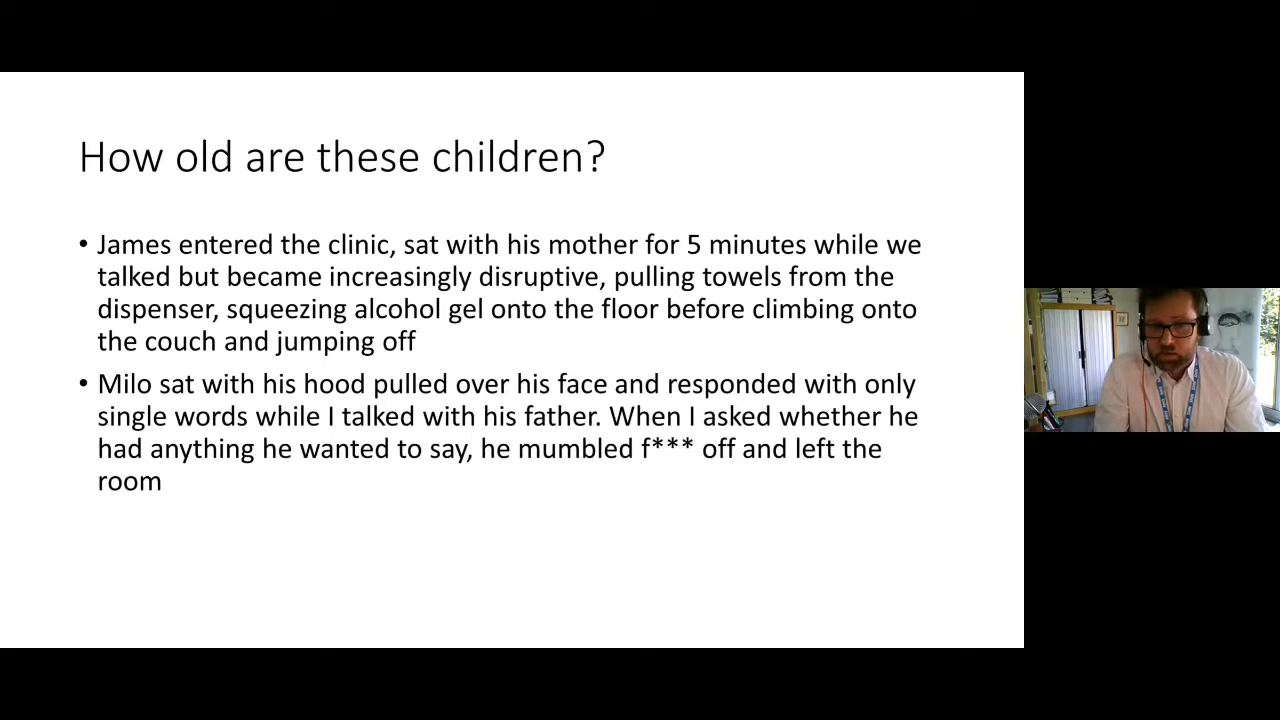 How old are these children?
• James entered the clinic, sat with his mother for 5 minutes while we
talked but became increasingly disruptive, pulling towels from the
dispenser, squeezing alcohol gel onto the floor before climbing onto
the couch and jumping off
• Milo sat with his hood pulled over his face and responded with only
single words while I talked with his father. When I asked whether he
had anything he wanted to say, he mumbled f*** off and left the
room